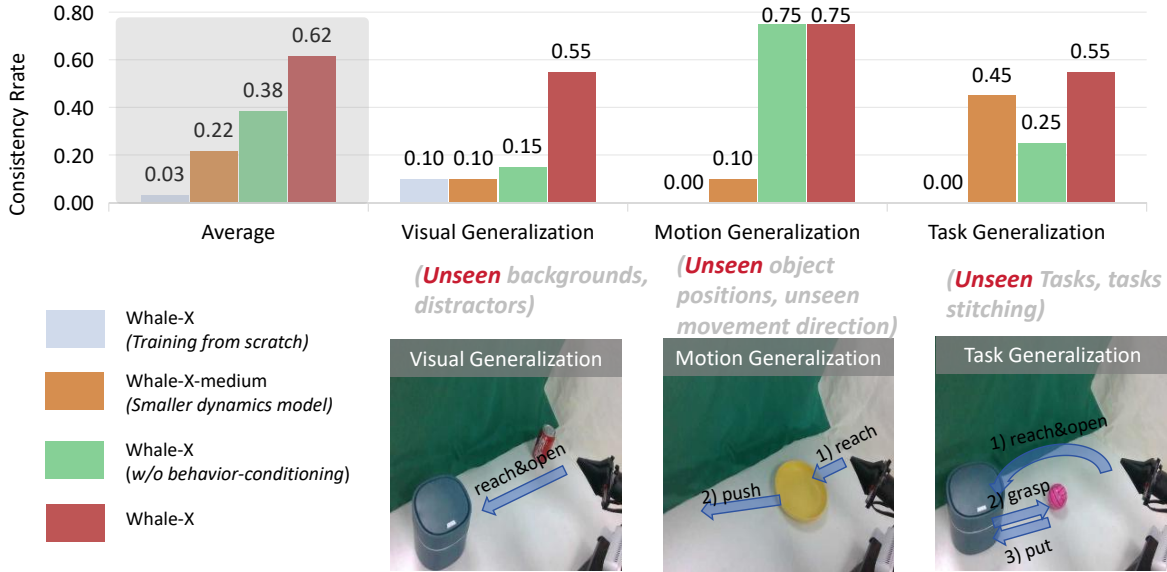 Consistency Rrate
0.80
0.60
0.40
0.20
0.00
0.03
0.22
0.38
0.62
0.10
0.10
0.15
0.55
0.00
0.10
0.75
0.75
0.00
0.45
0.25
0.55
Average
Visual Generalization
Motion Generalization
Task Generalization
(Unseen backgrounds,
distractors)
(Unseen object
positions, unseen
movement direction)
(Unseen Tasks, tasks
stitching)
Whale-X
(Training from scratch)
Whale-X-medium
(Smaller dynamics model)
Whale-X
(w/o behavior-conditioning)
Whale-X
Visual Generalization
reach&open
Motion Generalization
1) reach
2) push
Task Generalization
1) reach&open
2) grasp
3) put